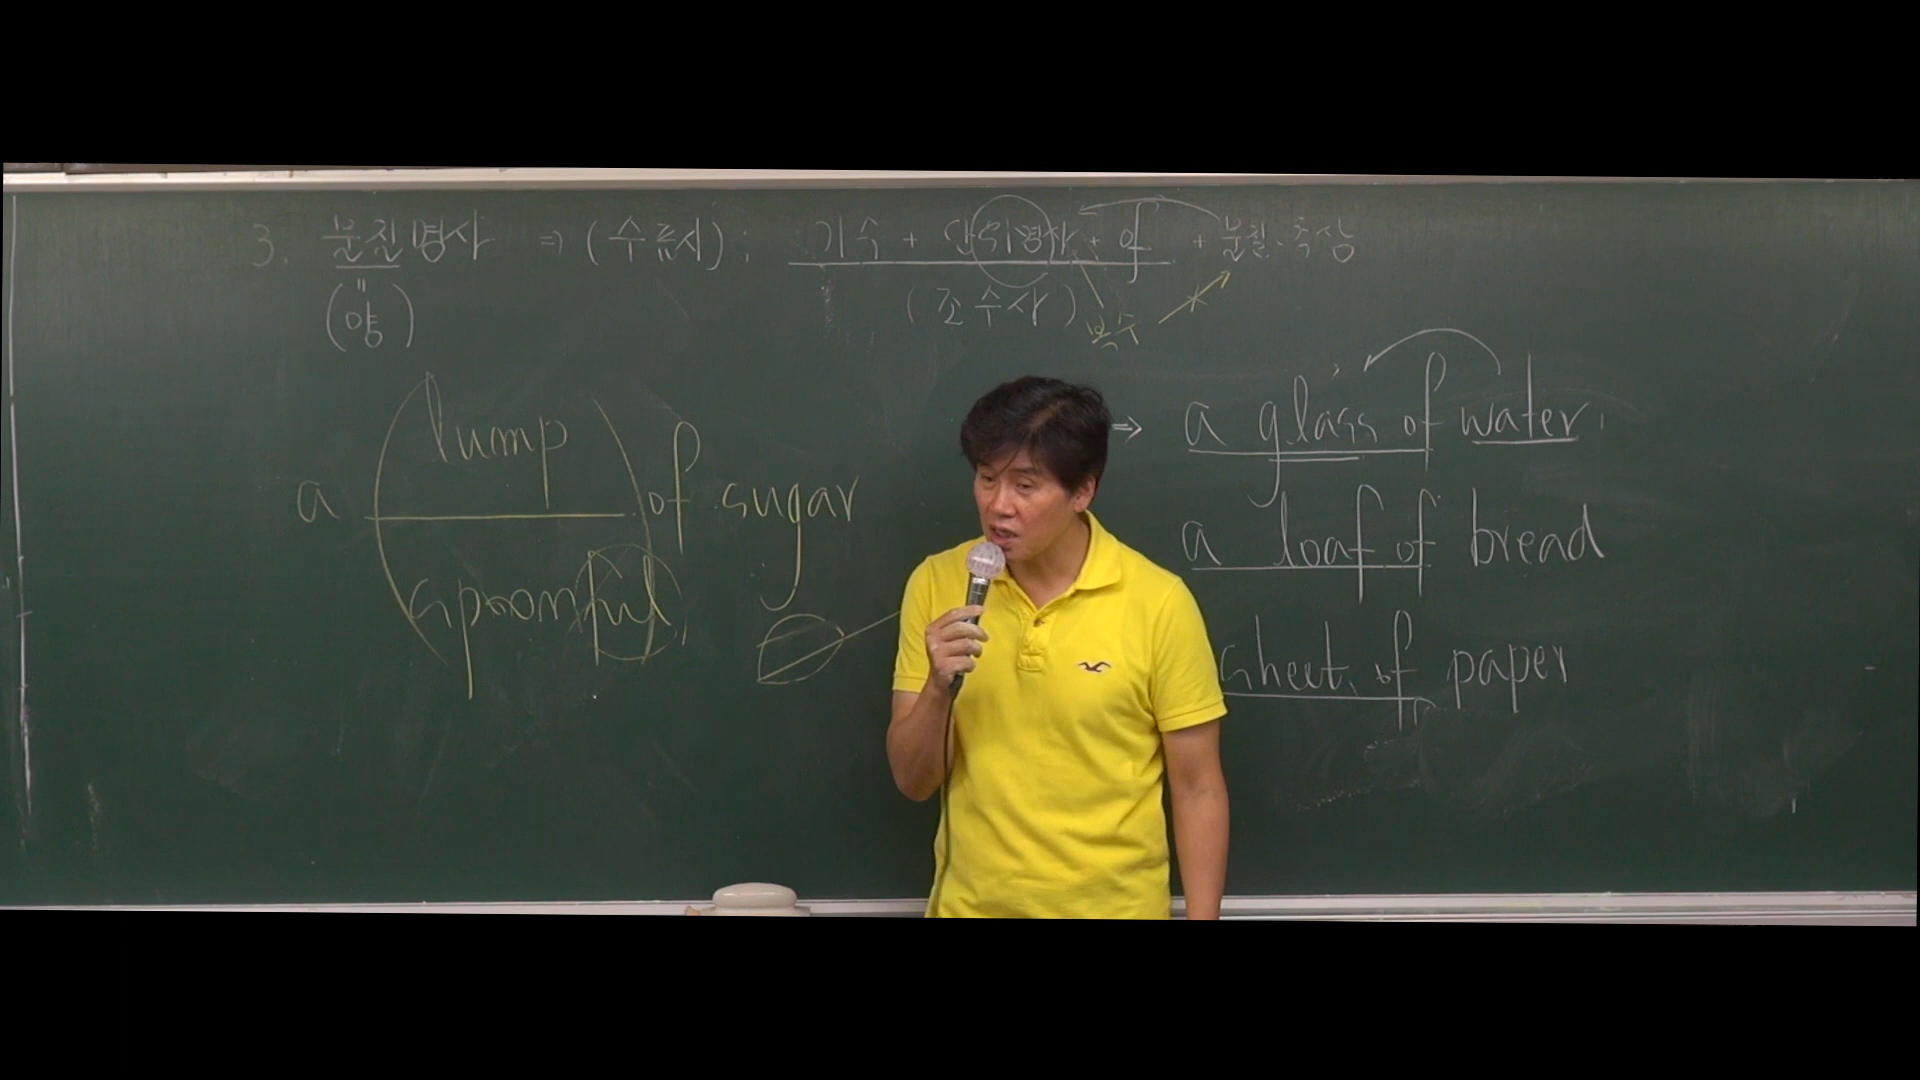 3. 물질명사 ⇒ (수류사) : 기수 + 단위명사 + of + 물질.추상
(양)
(조수사)
복수
lump
a of sugar
spoonful
⇒ a glass of water
a loaf of bread
sheet of paper